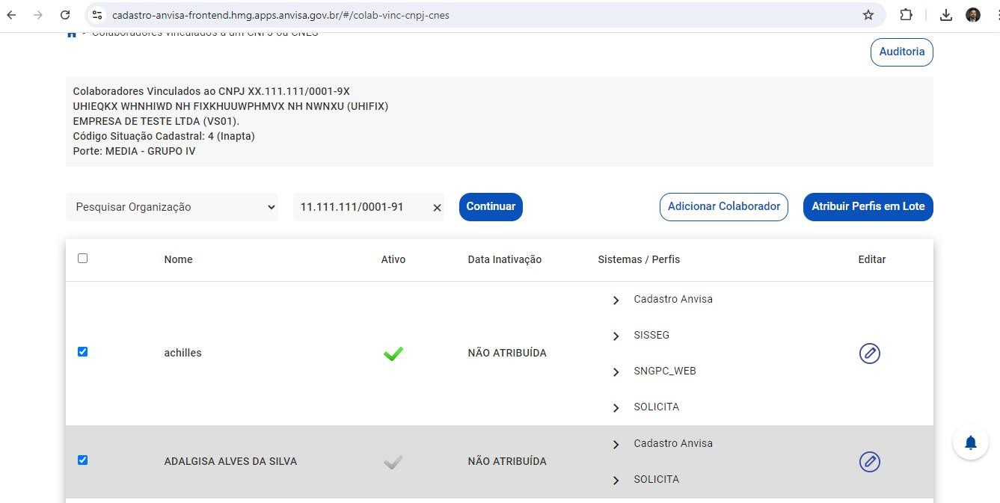 cadastro-anvisa-frontend.hmg.apps.anvisa.gov.br/#/colab-vinc-cnpj-cnes
> Colaboradores vinculados a um CNPJ ou CNES
Auditoria
Colaboradores Vinculados ao CNPJ XX.111.111/0001-9X
UHIEQKX WHNHIWD NH FIXKHUUWPHMVX NH NWNXU (UHIFIX)
EMPRESA DE TESTE LTDA (VS01).
Código Situação Cadastral: 4 (Inapta)
Porte: MEDIA - GRUPO IV
Pesquisar Organização 11.111.111/0001-91 × Continuar Adicionar Colaborador Atribuir Perfis em Lote
Nome Ativo Data Inativação Sistemas / Perfis Editar
achilles NÃO ATRIBUÍDA
Cadastro Anvisa
SISSEG
SNGPC_WEB
SOLICITA
ADALGISA ALVES DA SILVA NÃO ATRIBUÍDA
Cadastro Anvisa
SOLICITA